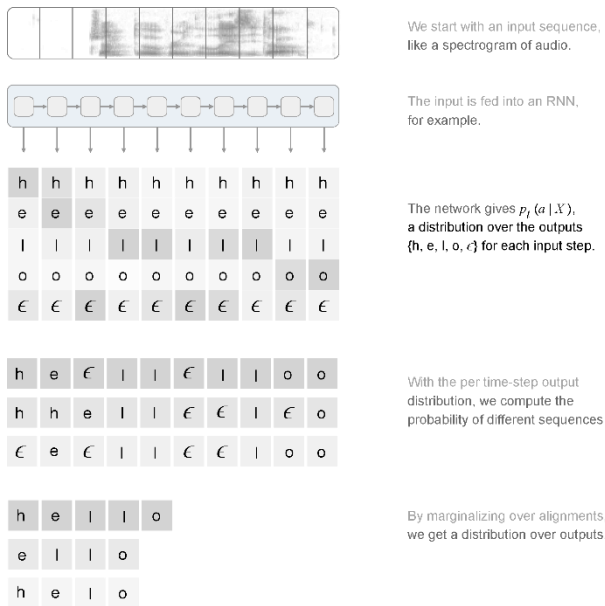 We start with an input sequence,
like a spectrogram of audio.
The input is fed into an RNN,
for example.
h h h h h h h h h h
e e e e e e e e e e
l l l l l l l l l l
o o o o o o o o o o
ϵ ϵ ϵ ϵ ϵ ϵ ϵ ϵ ϵ ϵ
The network gives p_t (a | X),
a distribution over the outputs
{h, e, l, o, ϵ} for each input step.
h e ϵ l l ϵ l l o o
h h e l l ϵ ϵ l ϵ o
ϵ e ϵ l l ϵ ϵ l o o
With the per time-step output
distribution, we compute the
probability of different sequences
h e l l o
e l l o
h e l o
By marginalizing over alignments
we get a distribution over outputs